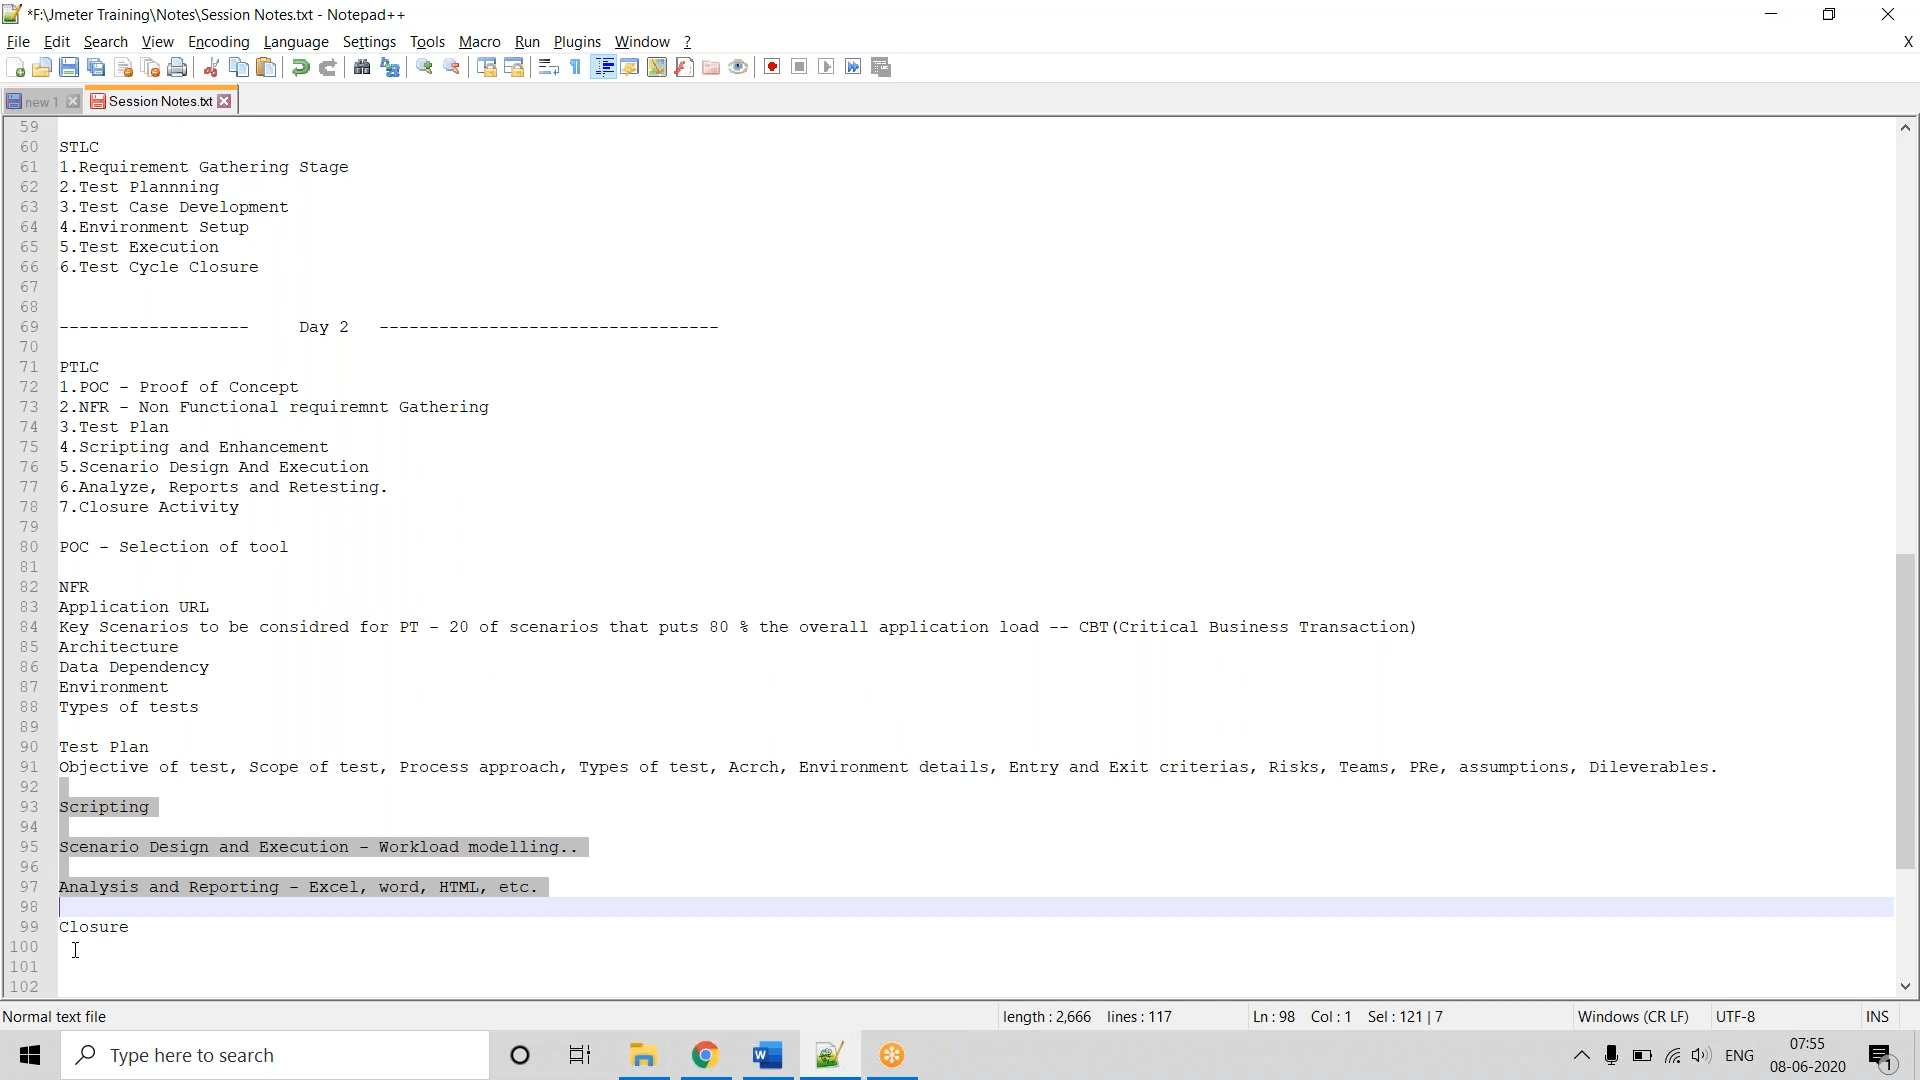 *F:\Jmeter Training\Notes\Session Notes.txt - Notepad++
File Edit Search View Encoding Language Settings Tools Macro Run Plugins Window ? X
new 1 Session Notes.txt
59
60 STLC
61 1.Requirement Gathering Stage
62 2.Test Plannning
63 3.Test Case Development
64 4.Environment Setup
65 5.Test Execution
66 6.Test Cycle Closure
67
68
69 ------------------- Day 2 ----------------------------------
70
71 PTLC
72 1.POC - Proof of Concept
73 2.NFR - Non Functional requiremnt Gathering
74 3.Test Plan
75 4.Scripting and Enhancement
76 5.Scenario Design And Execution
77 6.Analyze, Reports and Retesting.
78 7.Closure Activity
79
80 POC - Selection of tool
81
82 NFR
83 Application URL
84 Key Scenarios to be considred for PT - 20 of scenarios that puts 80 % the overall application load -- CBT(Critical Business Transaction)
85 Architecture
86 Data Dependency
87 Environment
88 Types of tests
89
90 Test Plan
91 Objective of test, Scope of test, Process approach, Types of test, Acrch, Environment details, Entry and Exit criterias, Risks, Teams, PRe, assumptions, Dileverables.
92
93 Scripting
94
95 Scenario Design and Execution - Workload modelling..
96
97 Analysis and Reporting - Excel, word, HTML, etc.
98
99 Closure
100
101
102
Normal text file length : 2,666 lines : 117 Ln : 98 Col : 1 Sel : 121 | 7 Windows (CR LF) UTF-8 INS
Type here to search ENG 07:55
08-06-2020 1